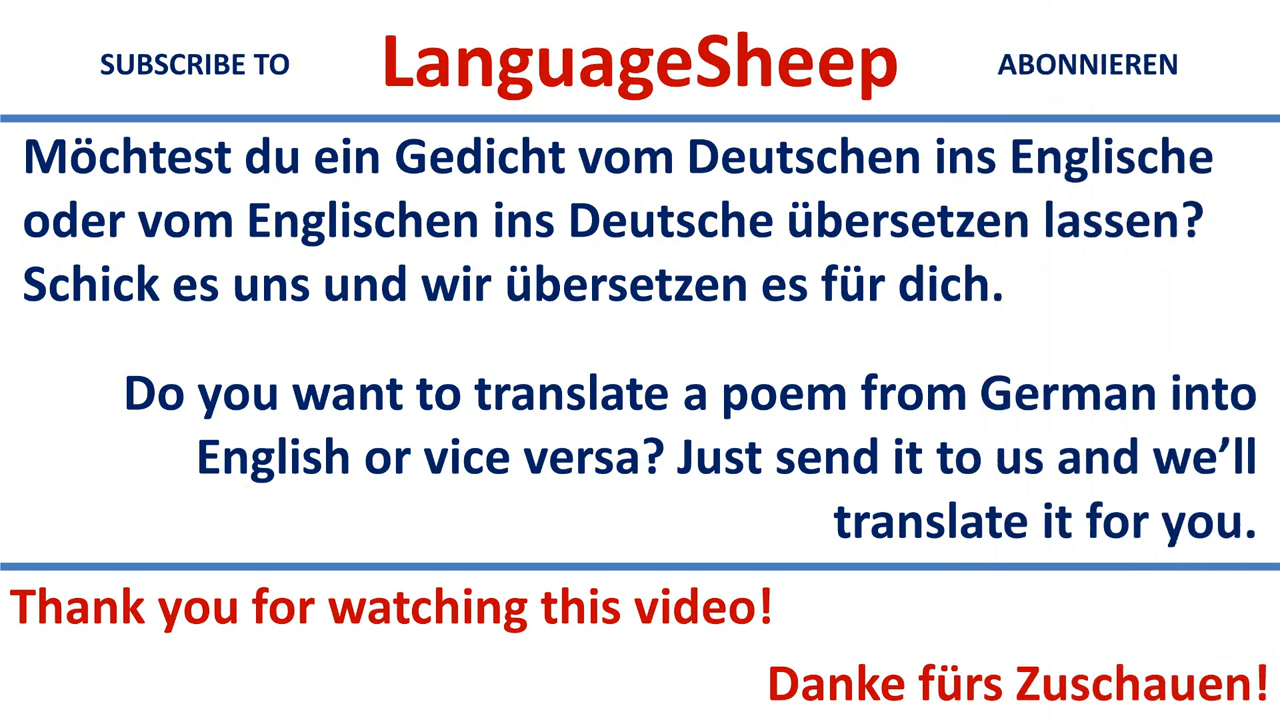 SUBSCRIBE TO LanguageSheep ABONNIEREN
Möchtest du ein Gedicht vom Deutschen ins Englische
oder vom Englischen ins Deutsche übersetzen lassen?
Schick es uns und wir übersetzen es für dich.
Do you want to translate a poem from German into
English or vice versa? Just send it to us and we’ll
translate it for you.
Thank you for watching this video!
Danke fürs Zuschauen!